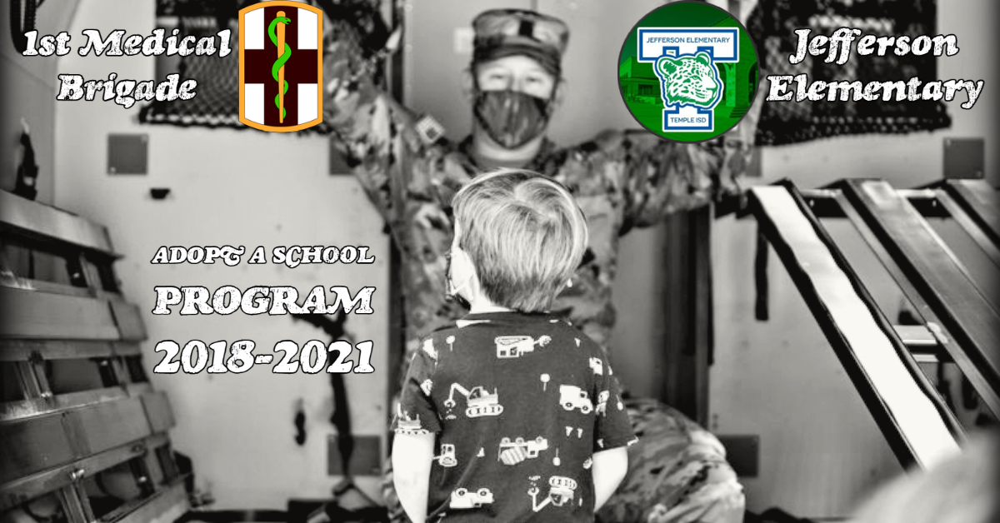 1st Medical
Brigade
JEFFERSON ELEMENTARY
T
TEMPLE ISD
Jefferson
Elementary
ADOPT A SCHOOL
PROGRAM
2018-2021